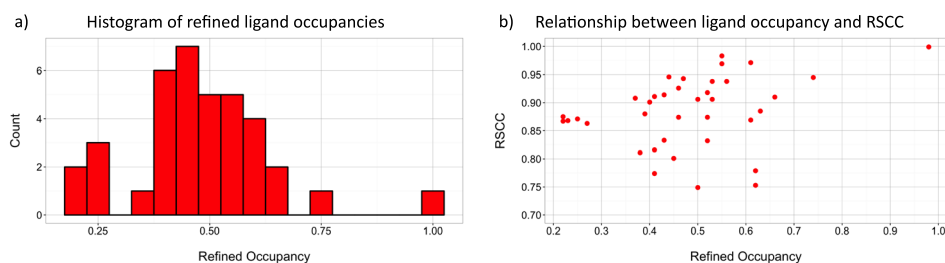 a) Histogram of refined ligand occupancies
6
4
2
0
Count
0.25 0.50 0.75 1.00
Refined Occupancy
b) Relationship between ligand occupancy and RSCC
1.00
0.95
0.90
0.85
0.80
0.75
0.70
RSCC
0.2 0.3 0.4 0.5 0.6 0.7 0.8 0.9 1.0
Refined Occupancy